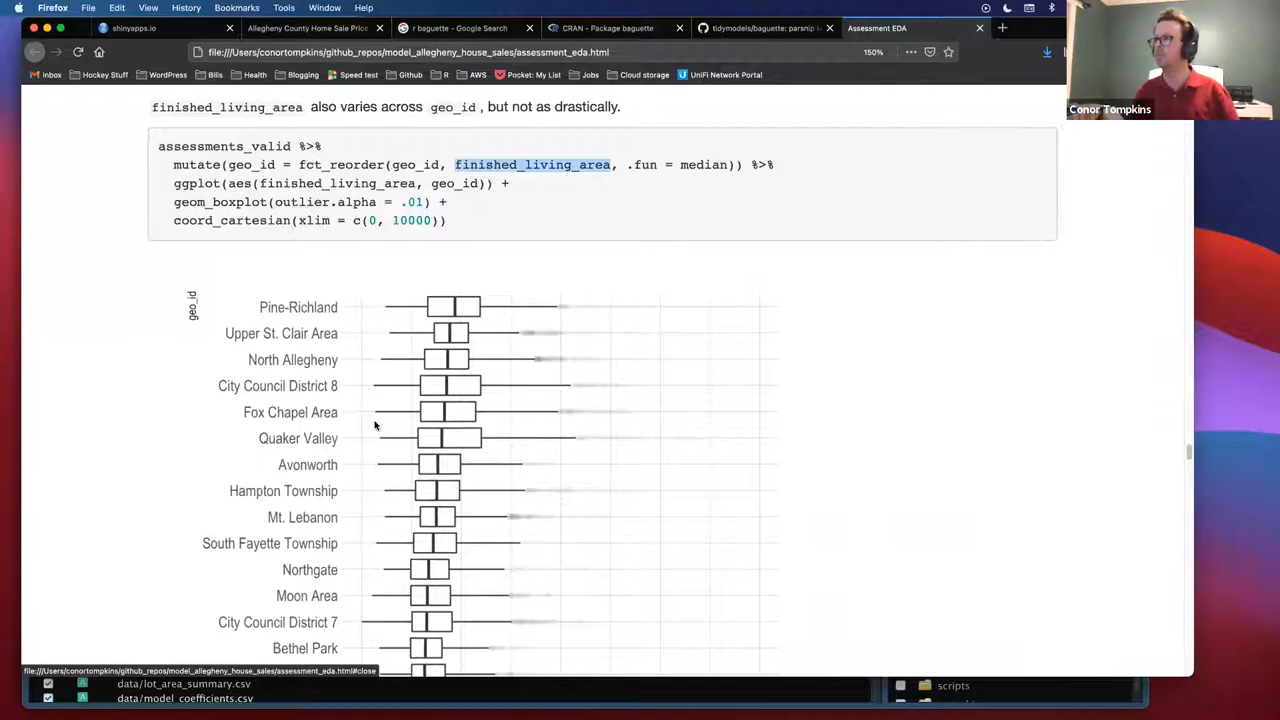 Firefox File Edit View History Bookmarks Tools Window Help
shinyapps.io
Allegheny County Home Sale Price
r baguette - Google Search
CRAN - Package baguette
tidymodels/baguette: parsnip M
Assessment EDA
file:///Users/conortompkins/github_repos/model_allegheny_house_sales/assessment_eda.html
150%
Inbox Hockey Stuff WordPress Bills Health Blogging Speed test Github R AWS Pocket: My List Jobs Cloud storage UniFi Network Portal
Conor Tompkins
finished_living_area also varies across geo_id, but not as drastically.
assessments_valid %>%
mutate(geo_id = fct_reorder(geo_id, finished_living_area, .fun = median)) %>%
ggplot(aes(finished_living_area, geo_id)) +
geom_boxplot(outlier.alpha = .01) +
coord_cartesian(xlim = c(0, 10000))
geo_id
Pine-Richland
Upper St. Clair Area
North Allegheny
City Council District 8
Fox Chapel Area
Quaker Valley
Avonworth
Hampton Township
Mt. Lebanon
South Fayette Township
Northgate
Moon Area
City Council District 7
Bethel Park
file:///Users/conortompkins/github_repos/model_allegheny_house_sales/assessment_eda.html#close
data/lot_area_summary.csv
scripts
data/model_coefficients.csv